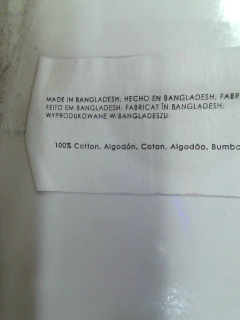 MADE IN BANGLADESH; HECHO EN BANGLADESH; FABR
FEITO EM BANGLADESH; FABRICAT ÎN BANGLADESH;
WYPRODUKOWANE W BANGLADESZU
100% Cotton, Algodón, Coton, Algodão, Bumba